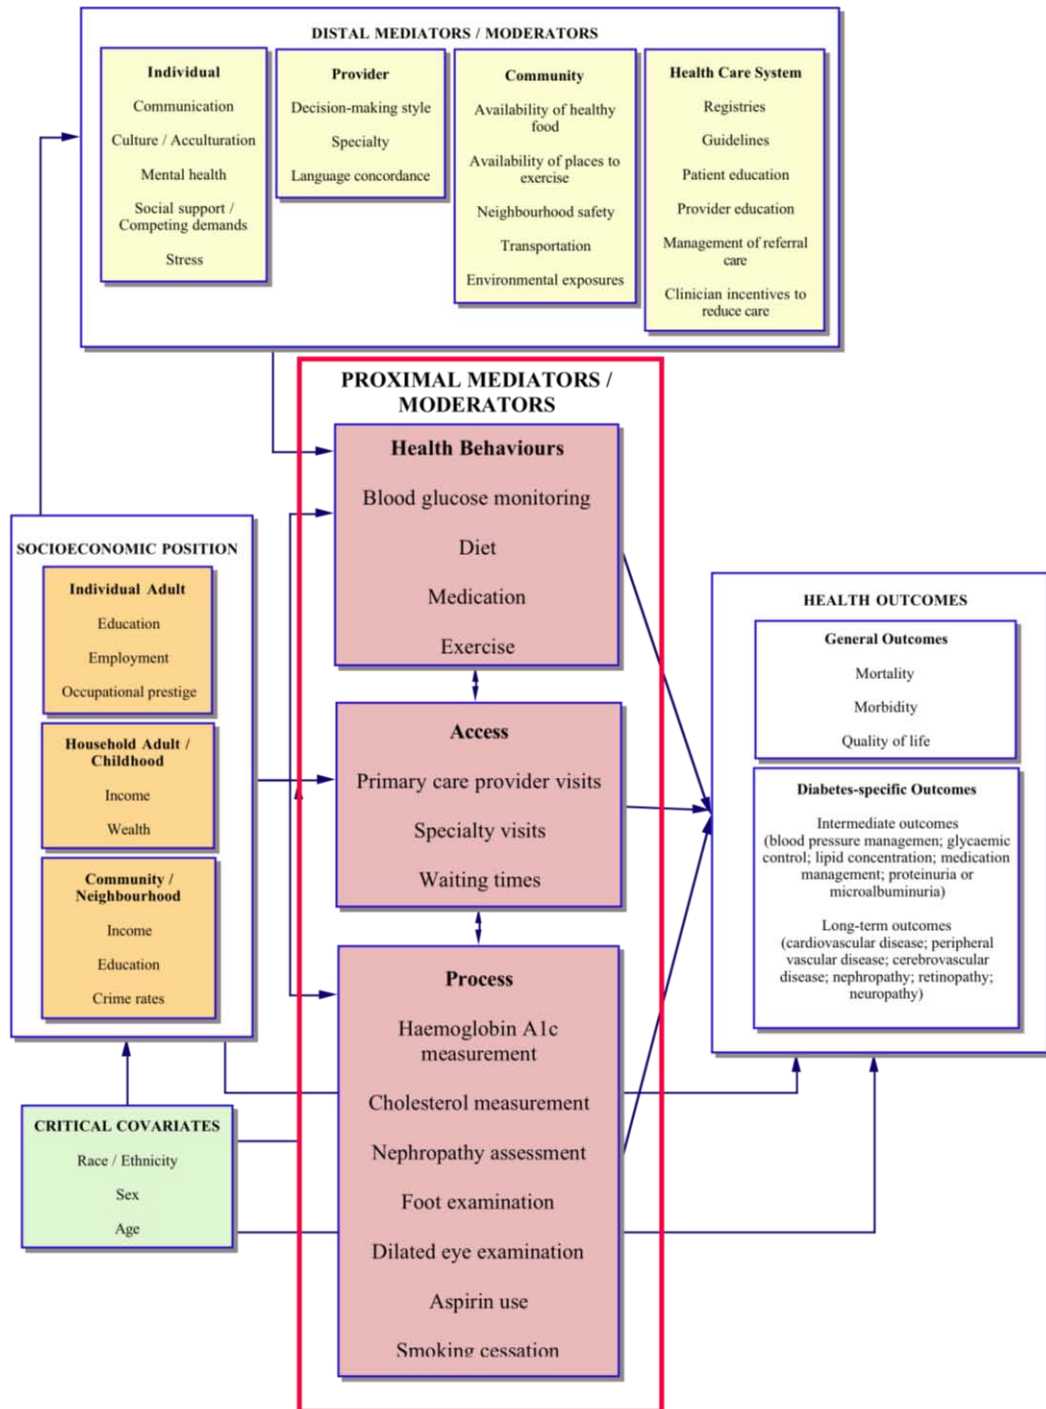 DISTAL MEDIATORS / MODERATORS
Individual
Communication
Culture / Acculturation
Mental health
Social support /
Competing demands
Stress
Provider
Decision-making style
Specialty
Language concordance
Community
Availability of healthy
food
Availability of places to
exercise
Neighbourhood safety
Transportation
Environmental exposures
Health Care System
Registries
Guidelines
Patient education
Provider education
Management of referral
care
Clinician incentives to
reduce care
PROXIMAL MEDIATORS /
MODERATORS
Health Behaviours
Blood glucose monitoring
Diet
Medication
Exercise
Access
Primary care provider visits
Specialty visits
Waiting times
Process
Haemoglobin A1c
measurement
Cholesterol measurement
Nephropathy assessment
Foot examination
Dilated eye examination
Aspirin use
Smoking cessation
SOCIOECONOMIC POSITION
Individual Adult
Education
Employment
Occupational prestige
Household Adult /
Childhood
Income
Wealth
Community /
Neighbourhood
Income
Education
Crime rates
CRITICAL COVARIATES
Race / Ethnicity
Sex
Age
HEALTH OUTCOMES
General Outcomes
Mortality
Morbidity
Quality of life
Diabetes-specific Outcomes
Intermediate outcomes
(blood pressure managemen; glycaemic
control; lipid concentration; medication
management; proteinuria or
microalbuminuria)
Long-term outcomes
(cardiovascular disease; peripheral
vascular disease; cerebrovascular
disease; nephropathy; retinopathy;
neuropathy)